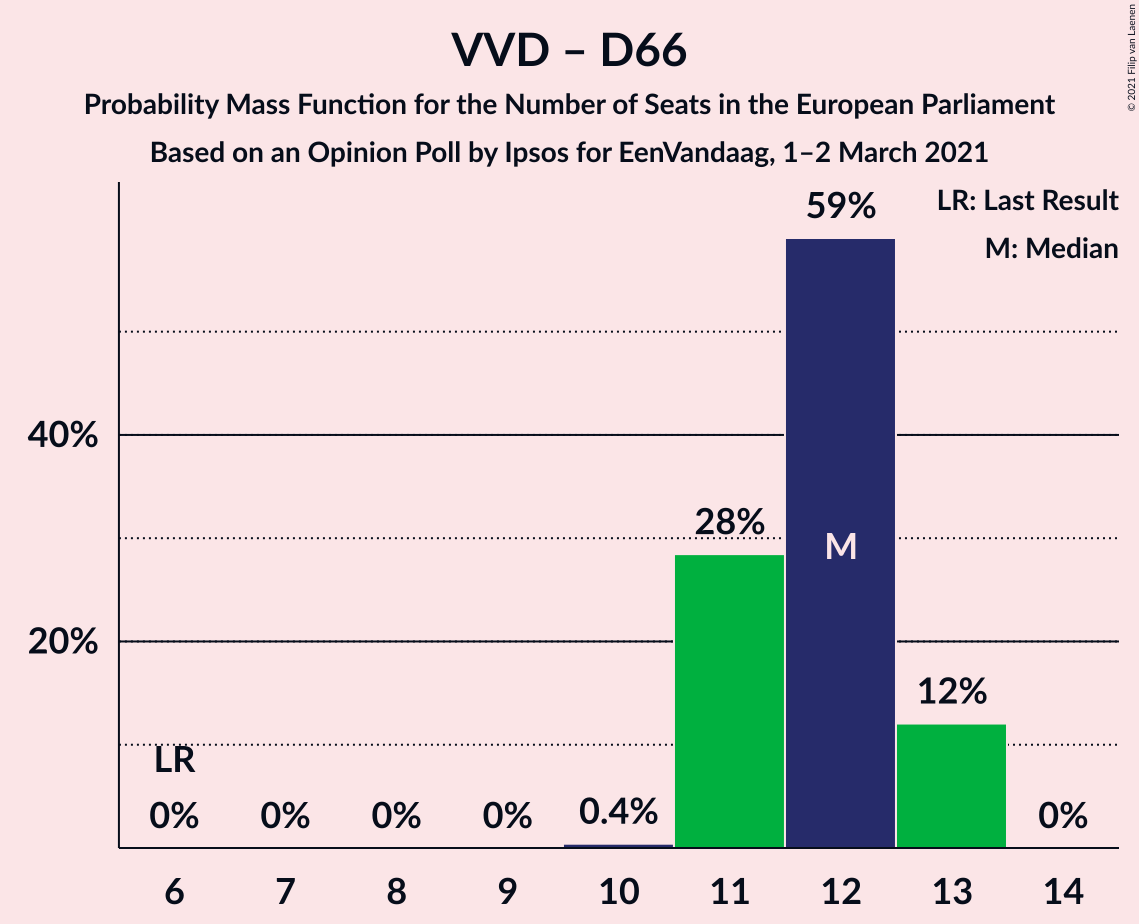 VVD – D66
Probability Mass Function for the Number of Seats in the European Parliament
Based on an Opinion Poll by Ipsos for EenVandaag, 1–2 March 2021
© 2021 Filip van Laenen
LR: Last Result
M: Median
59%
40%
28%
M
20%
12%
LR
0% 0% 0% 0% 0.4% 0%
6 7 8 9 10 11 12 13 14